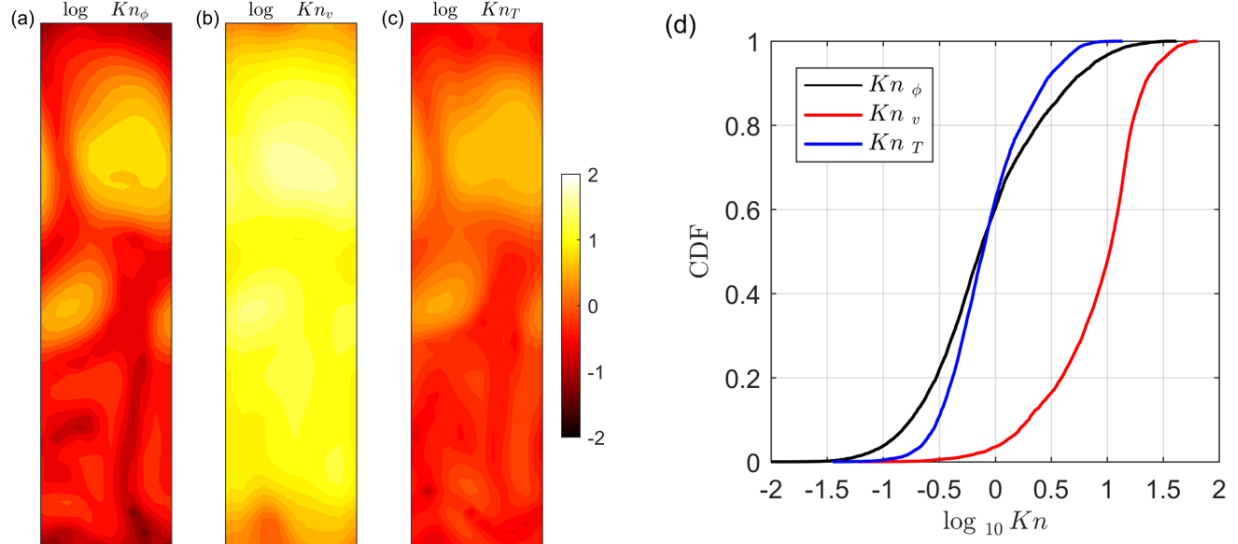 (a) log Knϕ (b) log Knv (c) log KnT
2
1
0
-1
-2
(d)
1
0.8
0.6
0.4
0.2
0
CDF
Kn ϕ
Kn v
Kn T
-2 -1.5 -1 -0.5 0 0.5 1 1.5 2
log 10 Kn